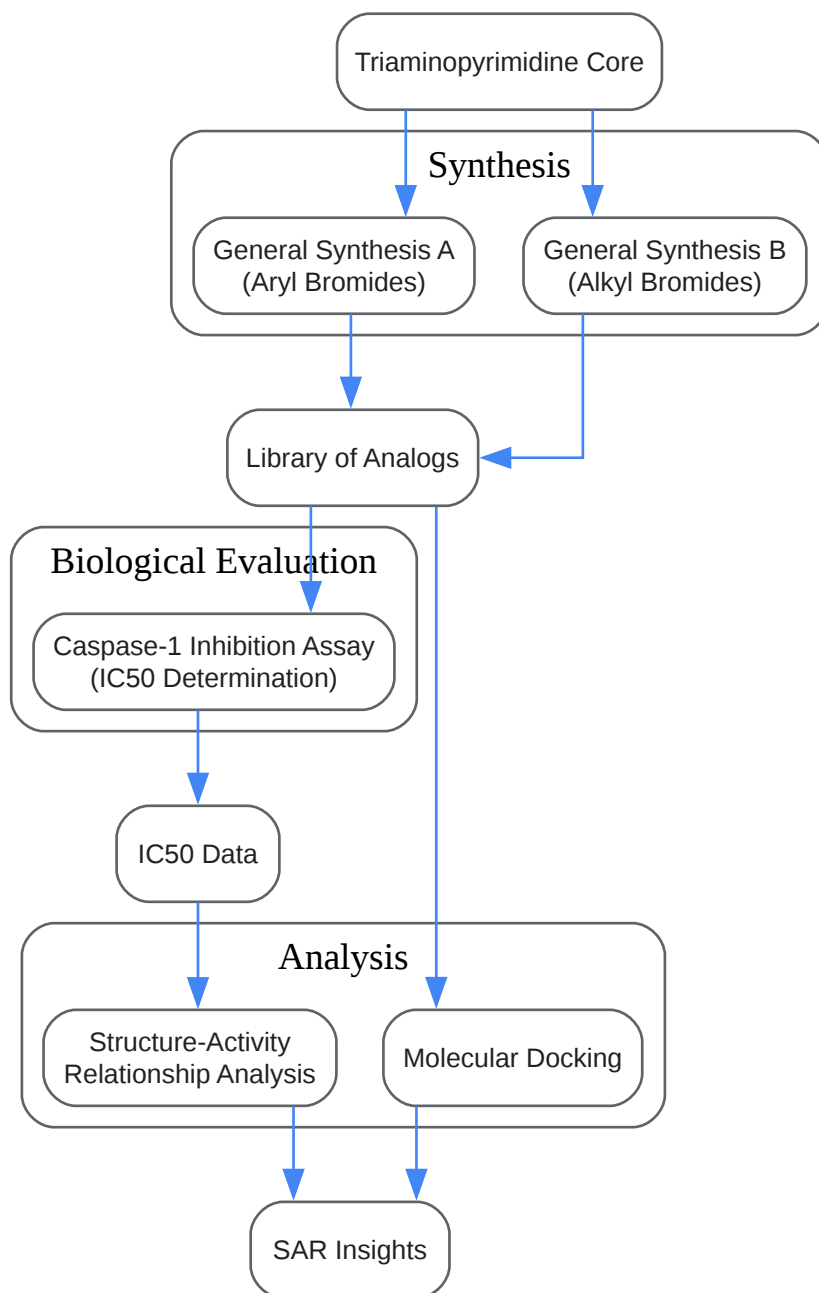 Triaminopyrimidine Core
Synthesis
General Synthesis A
(Aryl Bromides)
General Synthesis B
(Alkyl Bromides)
Library of Analogs
Biological Evaluation
Caspase-1 Inhibition Assay
(IC50 Determination)
IC50 Data
Analysis
Structure-Activity
Relationship Analysis
Molecular Docking
SAR Insights